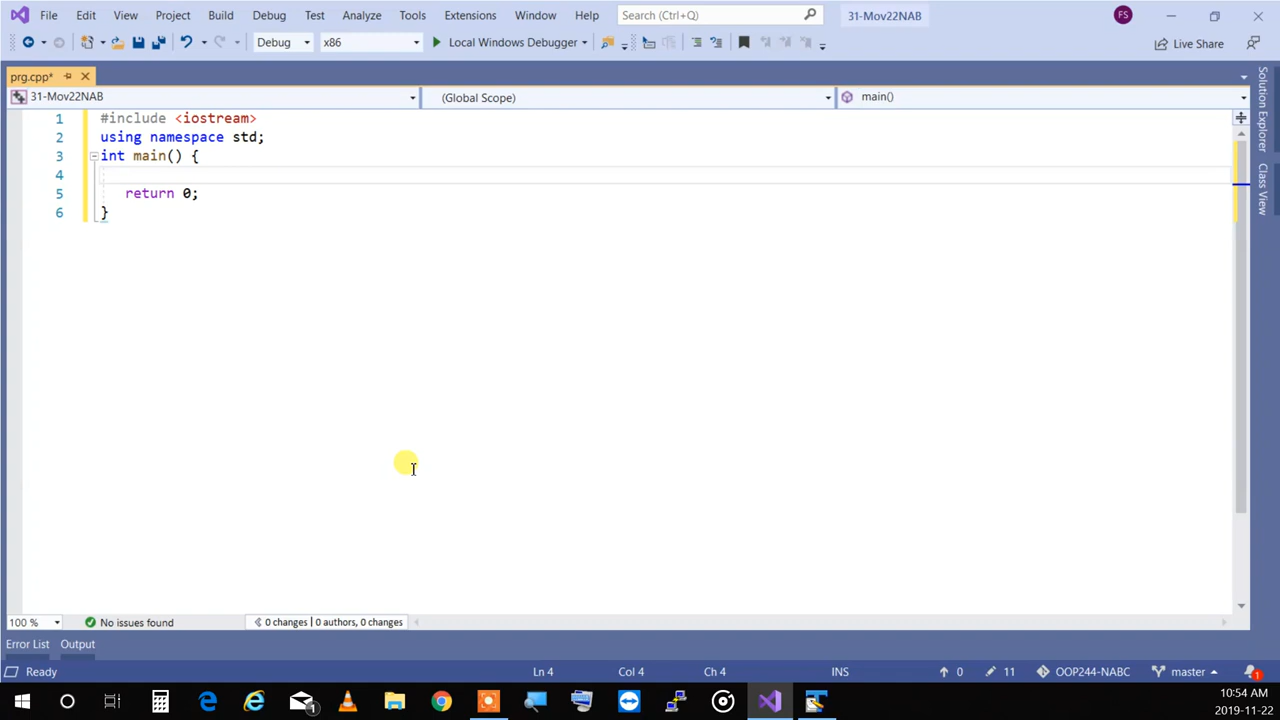 File Edit View Project Build Debug Test Analyze Tools Extensions Window Help Search (Ctrl+Q) 31-Mov22NAB FS
Debug x86 Local Windows Debugger Live Share
prg.cpp*
31-Mov22NAB (Global Scope) main()
1 #include <iostream>
2 using namespace std;
3 int main() {
4
5 return 0;
6 }
Solution Explorer
Class View
100 % No issues found 0 changes | 0 authors, 0 changes
Error List Output
Ready Ln 4 Col 4 Ch 4 INS 0 11 OOP244-NABC master 1
1
10:54 AM
2019-11-22